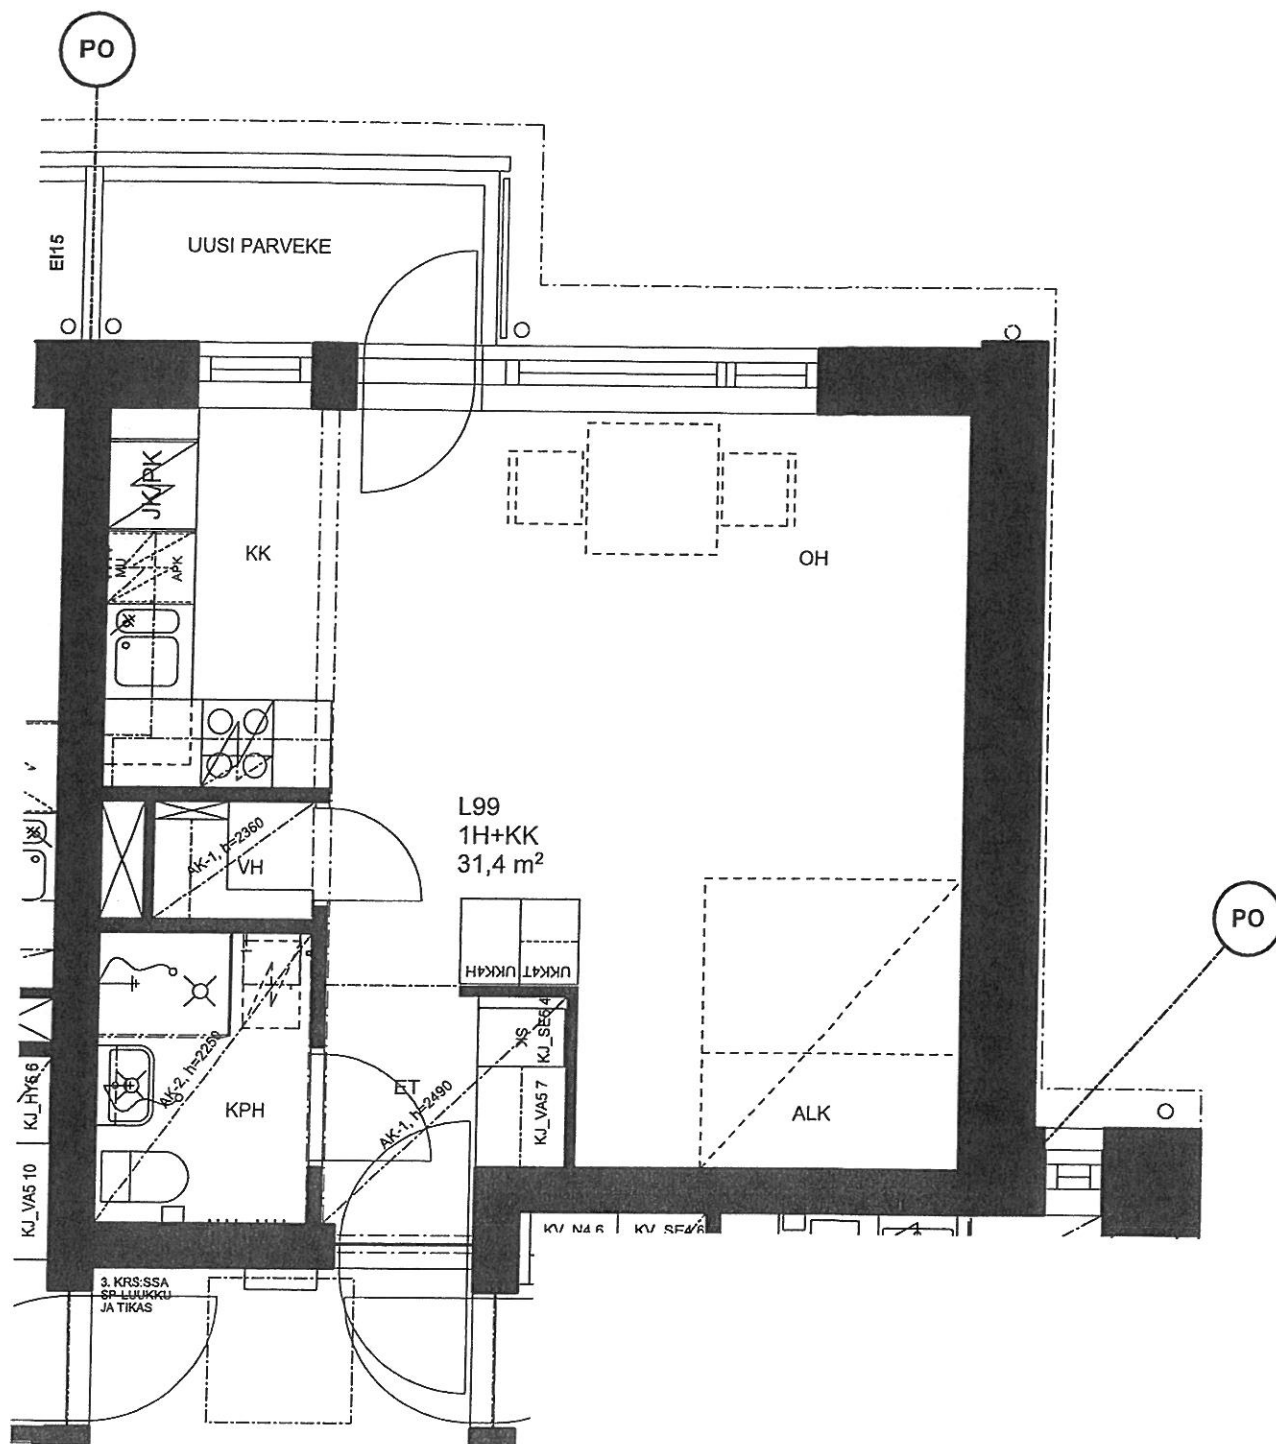 PO
EI15
UUSI PARVEKE
JK/PK
KK
OH
MU
APK
L99
1H+KK
31,4 m²
AK-1, h=2360
VH
PO
UKK4H
UKK4T
KS
KJ_SE5 4
AK-2, h=2250
ET
AK-1, h=2490
KJ_HY6 6
KPH
KJ_VA5 7
ALK
KJ_VA5 10
KV_N4 6
KV_SE4 6
3. KRS:SSA
SP-LUUKKU
JA TIKAS